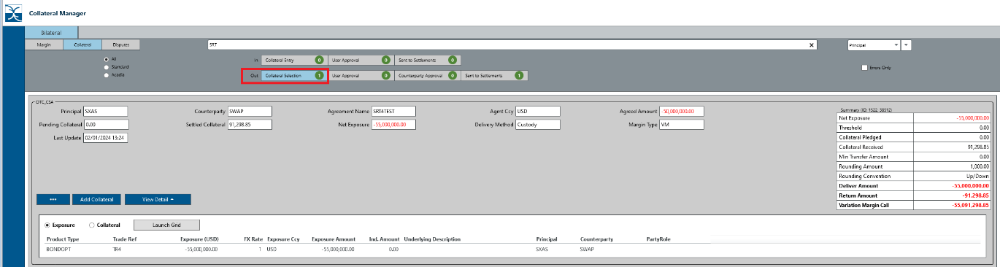 Collateral Manager
Bilateral
Margin Collateral Disputes
SRT
Principal
All
Standard
Acadia
In Collateral Entry 0 User Approval 0 Sent to Settlements 0
Out Collateral Selection 1 User Approval 0 Counterparty Approval 0 Sent to Settlements 1
Errors Only
OTC_CSA
Principal SXAS Counterparty SWAP Agreement Name SRT4TEST Agmt Ccy USD Agreed Amount -50,000,000.00
Pending Collateral 0.00 Settled Collateral 91,298.85 Net Exposure -55,000,000.00 Delivery Method Custody Margin Type VM
Last Update 02/01/2024 13:24
Summary (ID: 1522, 38512)
Net Exposure -55,000,000.00
Threshold 0.00
Collateral Pledged 0.00
Collateral Received 91,298.85
Min Transfer Amount 0.00
Rounding Amount 1,000.00
Rounding Convention Up/Down
Deliver Amount -55,000,000.00
Return Amount -91,298.85
Variation Margin Call -55,091,298.85
••• Add Collateral View Detail
Exposure Collateral Launch Grid
Product Type Trade Ref Exposure (USD) FX Rate Exposure Ccy Exposure Amount Ind. Amount Underlying Description Principal Counterparty PartyRole
BONDOPT TR4 -55,000,000.00 1 USD -55,000,000.00 0.00 SXAS SWAP